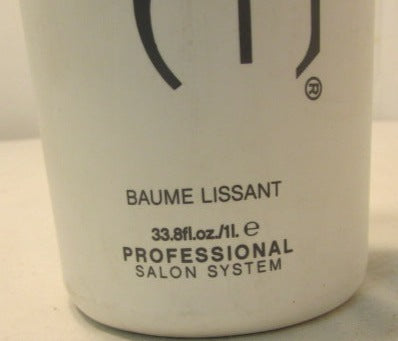 ®
BAUME LISSANT
33.8fl.oz./1l. e
PROFESSIONAL
SALON SYSTEM